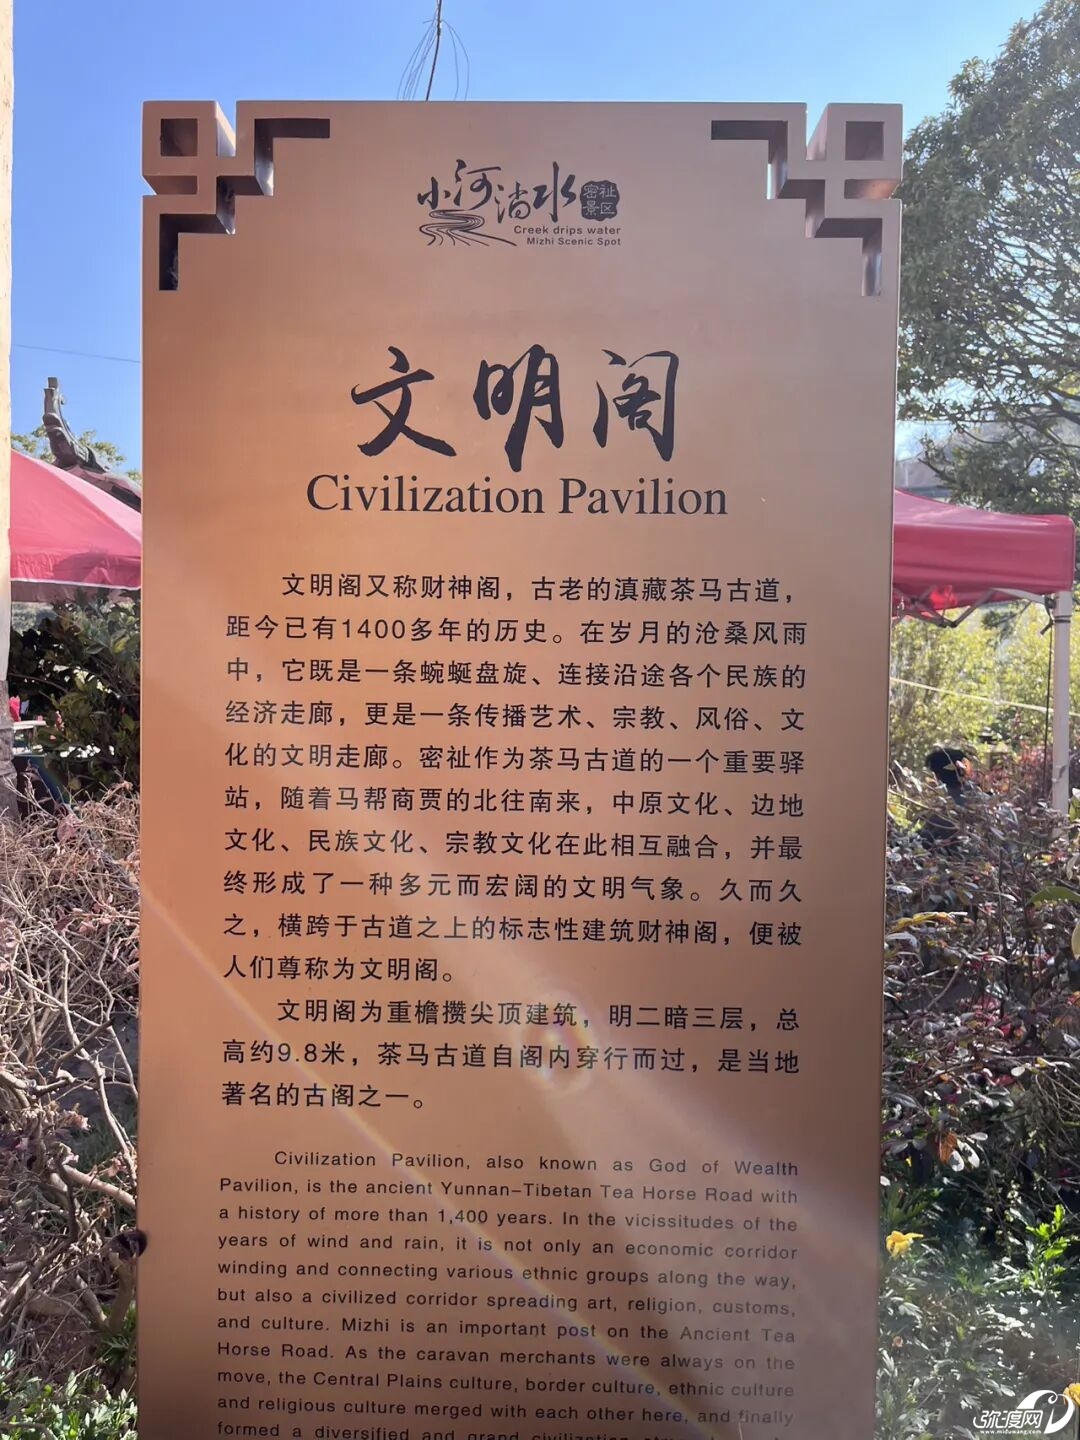 小河淌水
密祉
景区
Creek drips water
Mizhi Scenic Spot
文明阁
Civilization Pavilion
文明阁又称财神阁，古老的滇藏茶马古道，
距今已有1400多年的历史。在岁月的沧桑风雨
中，它既是一条蜿蜒盘旋、连接沿途各个民族的
经济走廊，更是一条传播艺术、宗教、风俗、文
化的文明走廊。密祉作为茶马古道的一个重要驿
站，随着马帮商贾的北往南来，中原文化、边地
文化、民族文化、宗教文化在此相互融合，并最
终形成了一种多元而宏阔的文明气象。久而久
之，横跨于古道之上的标志性建筑财神阁，便被
人们尊称为文明阁。
文明阁为重檐攒尖顶建筑，明二暗三层，总
高约9.8米，茶马古道自阁内穿行而过，是当地
著名的古阁之一。
Civilization Pavilion, also known as God of Wealth
Pavilion, is the ancient Yunnan-Tibetan Tea Horse Road with
a history of more than 1,400 years. In the vicissitudes of the
years of wind and rain, it is not only an economic corridor
winding and connecting various ethnic groups along the way,
but also a civilized corridor spreading art, religion, customs,
and culture. Mizhi is an important post on the Ancient Tea
Horse Road. As the caravan merchants were always on the
move, the Central Plains culture, border culture, ethnic culture
and religious culture merged with each other here, and finally
formed a diversified and grand civilization
弥度网
www.miduwang.com